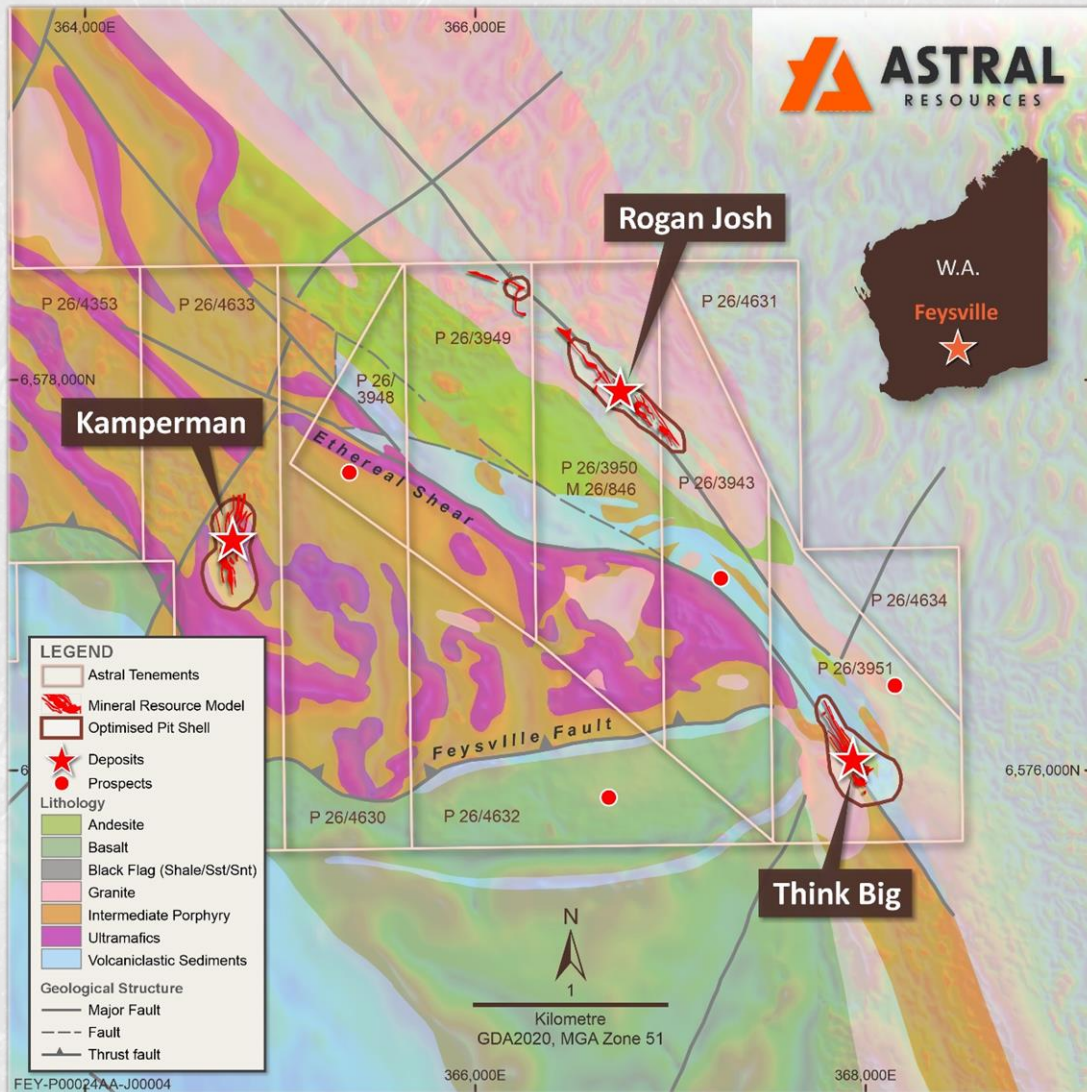 364,000E
366,000E
ASTRAL
RESOURCES
Rogan Josh
W.A.
Feysville
P 26/4353
P 26/4633
P 26/3949
P 26/4631
6,578,000N
P 26/
3948
Kamperman
Ethereal Shear
P 26/3950
M 26/846
P 26/3943
P 26/4634
P 26/3951
LEGEND
Astral Tenements
Mineral Resource Model
Optimised Pit Shell
Deposits
Prospects
Lithology
Andesite
Basalt
Black Flag (Shale/Sst/Snt)
Granite
Intermediate Porphyry
Ultramafics
Volcaniclastic Sediments
Geological Structure
Major Fault
Fault
Thrust fault
Feysville Fault
6
6,576,000N
P 26/4630
P 26/4632
Think Big
N
1
Kilometre
GDA2020, MGA Zone 51
FEY-P00024AA-J00004
366,000E
368,000E